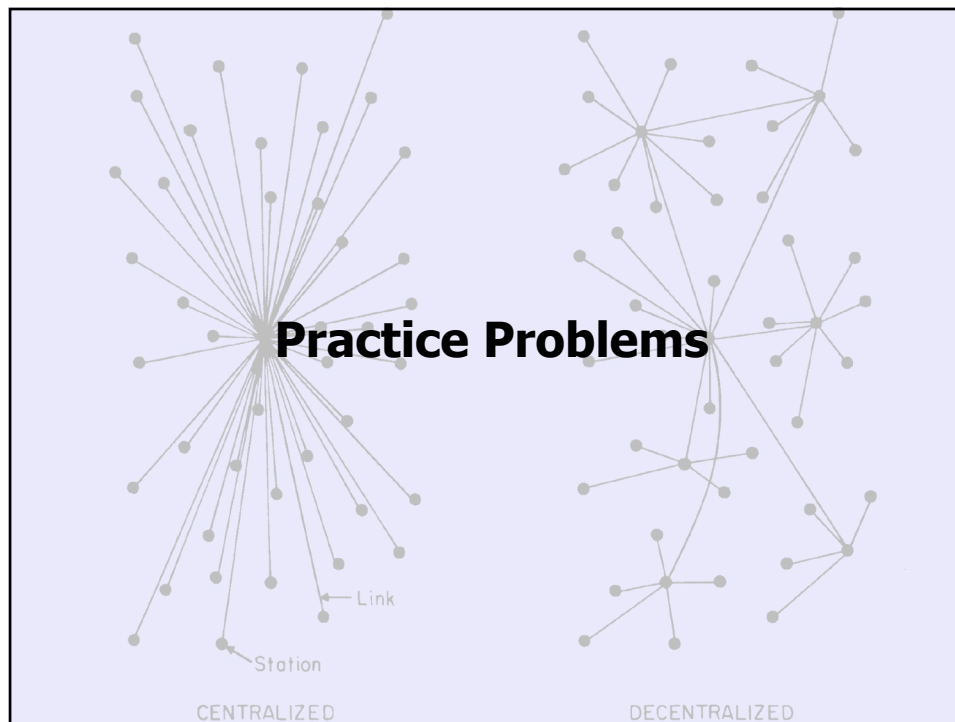 Practice Problems
Link
Station
CENTRALIZED
DECENTRALIZED